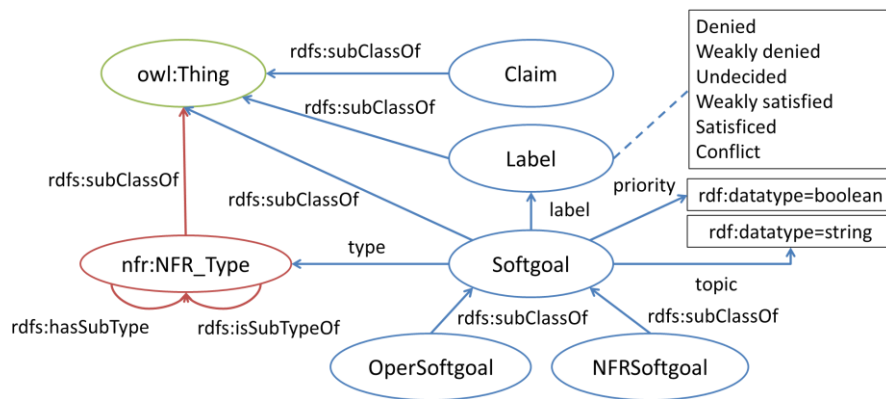 Denied
Weakly denied
Undecided
Weakly satisfied
Satisficed
Conflict
rdfs:subClassOf
owl:Thing
Claim
rdfs:subClassOf
Label
rdfs:subClassOf
rdfs:subClassOf
label
priority
rdf:datatype=boolean
rdf:datatype=string
type
nfr:NFR_Type
Softgoal
topic
rdfs:hasSubType
rdfs:isSubTypeOf
rdfs:subClassOf
rdfs:subClassOf
OperSoftgoal
NFRSoftgoal